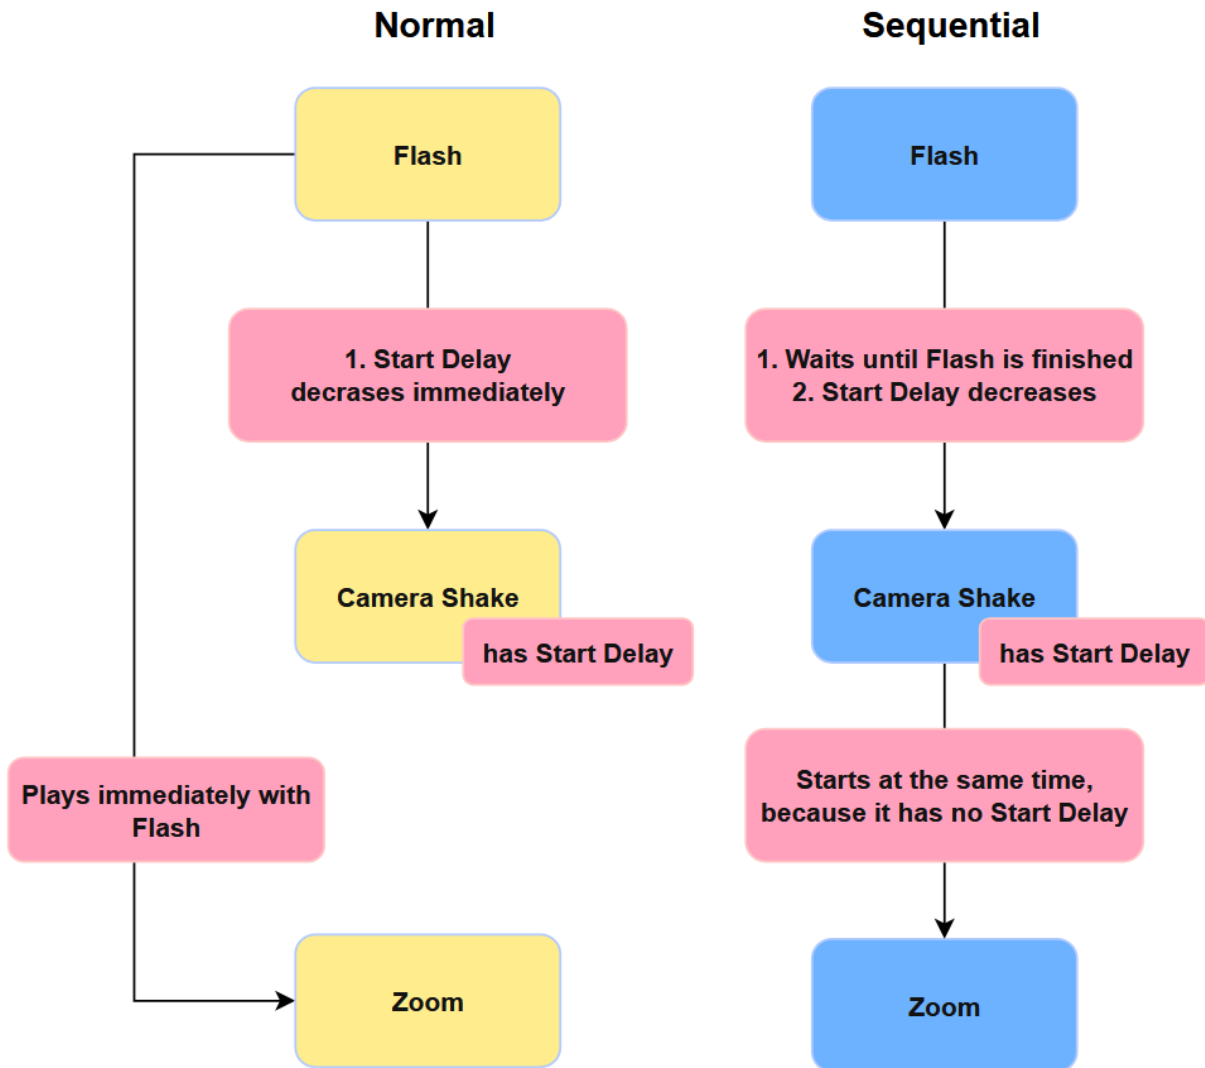 Normal
Flash
1. Start Delay
decrases immediately
Camera Shake
has Start Delay
Plays immediately with
Flash
Zoom
Sequential
Flash
1. Waits until Flash is finished
2. Start Delay decreases
Camera Shake
has Start Delay
Starts at the same time,
because it has no Start Delay
Zoom